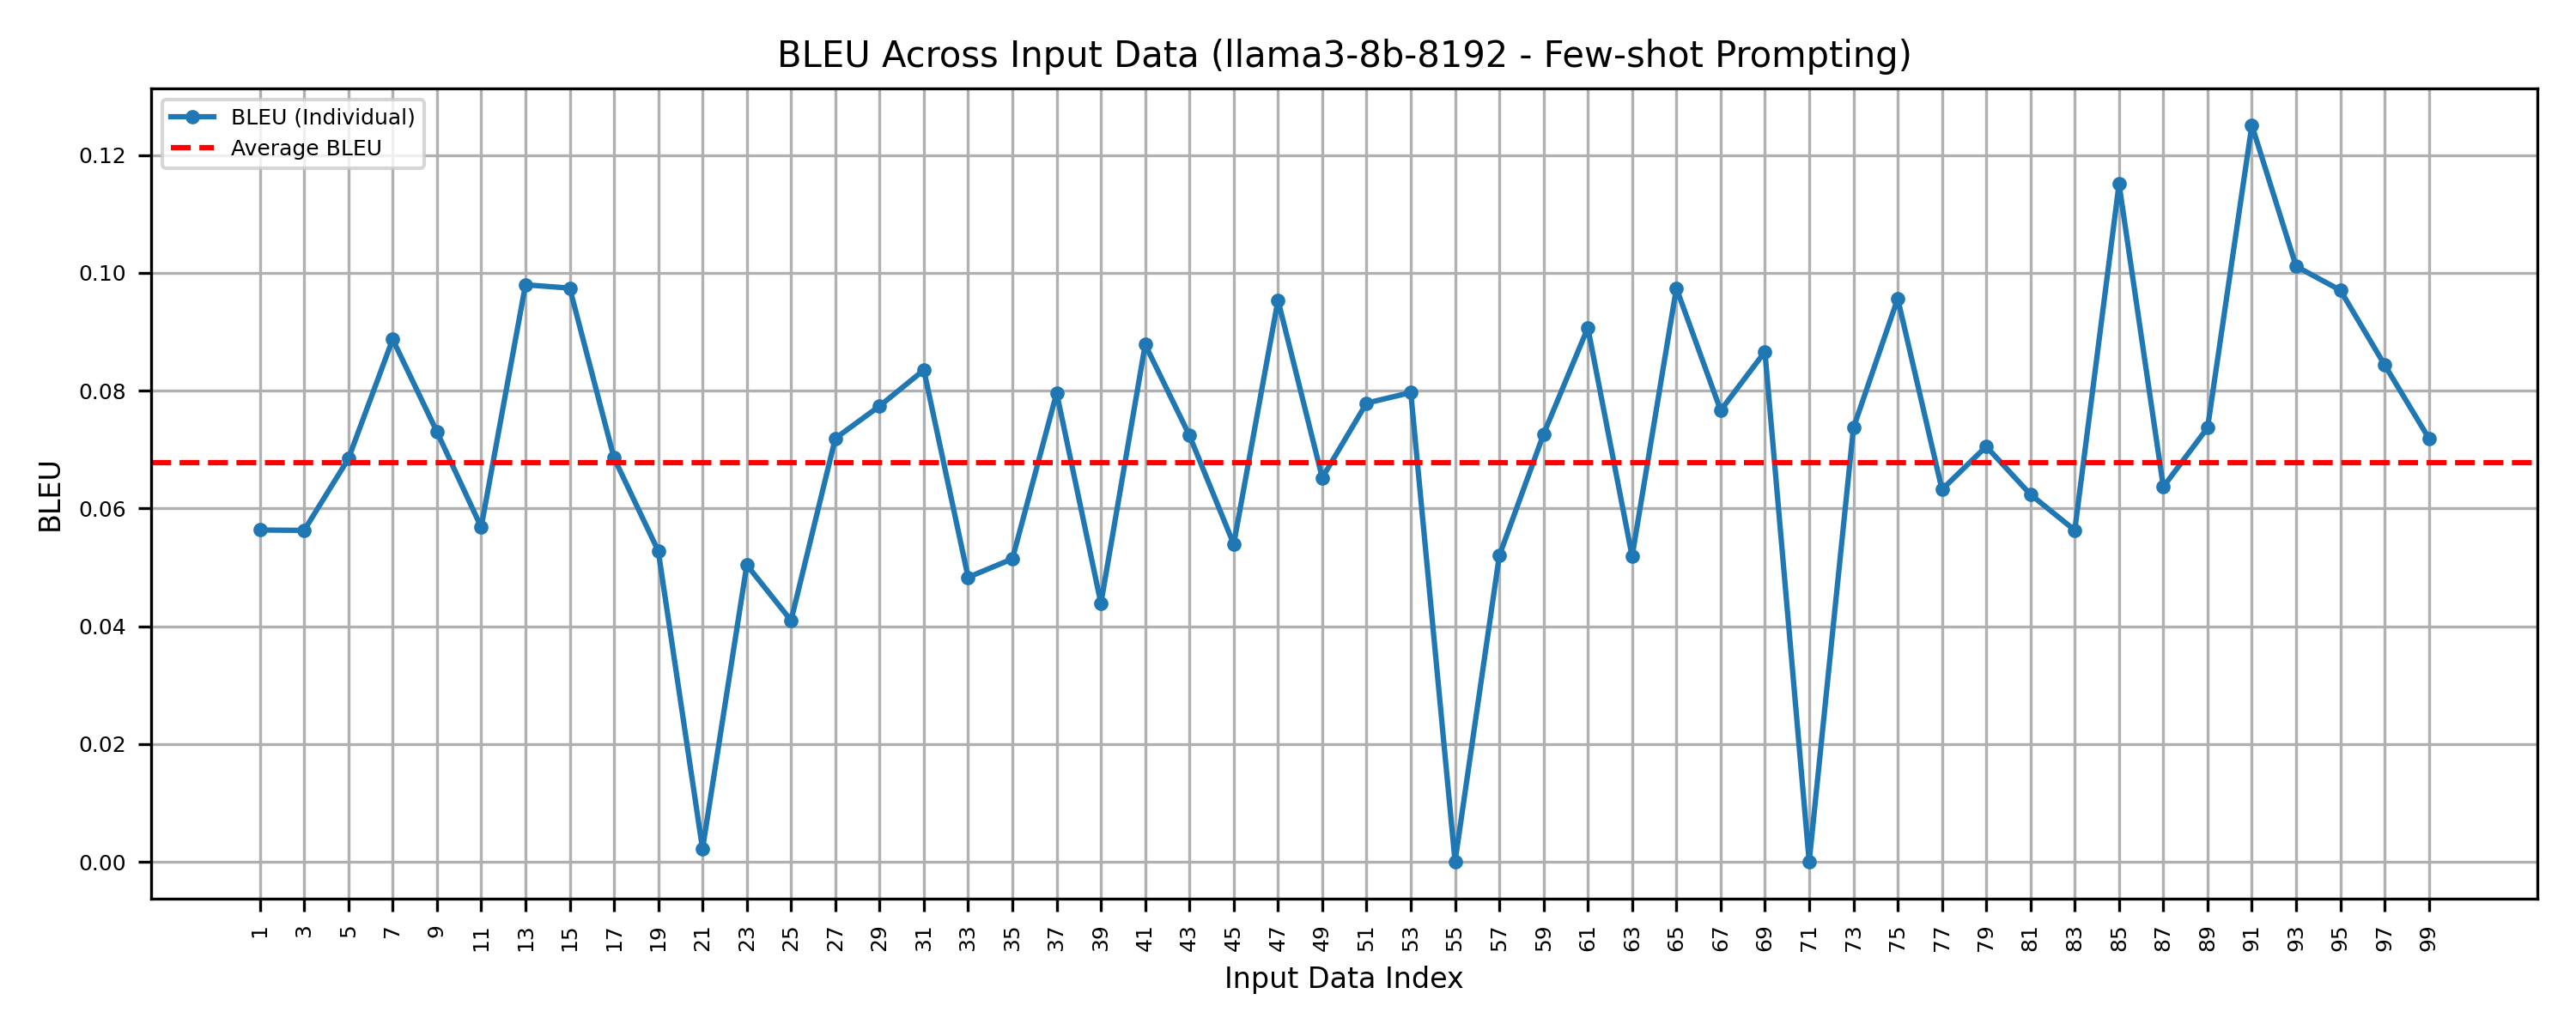 BLEU Across Input Data (llama3-8b-8192 - Few-shot Prompting)
BLEU (Individual)
Average BLEU
BLEU
0.12
0.10
0.08
0.06
0.04
0.02
0.00
1 3 5 7 9 11 13 15 17 19 21 23 25 27 29 31 33 35 37 39 41 43 45 47 49 51 53 55 57 59 61 63 65 67 69 71 73 75 77 79 81 83 85 87 89 91 93 95 97 99
Input Data Index